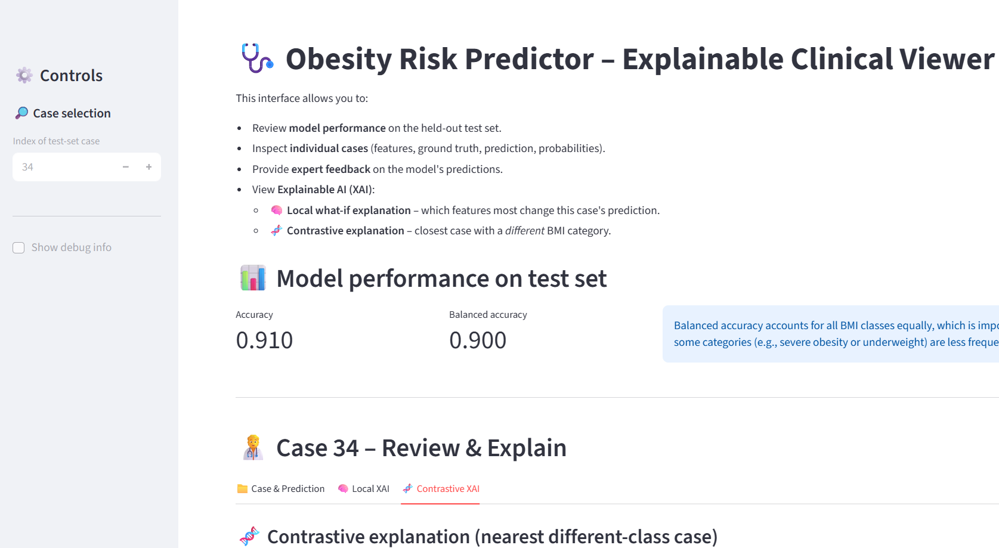 Controls
Case selection
Index of test-set case
34
Show debug info
Obesity Risk Predictor – Explainable Clinical Viewer
This interface allows you to:
• Review model performance on the held-out test set.
• Inspect individual cases (features, ground truth, prediction, probabilities).
• Provide expert feedback on the model's predictions.
• View Explainable AI (XAI):
◦ Local what-if explanation – which features most change this case's prediction.
◦ Contrastive explanation – closest case with a different BMI category.
Model performance on test set
Accuracy
0.910
Balanced accuracy
0.900
Balanced accuracy accounts for all BMI classes equally, which is
some categories (e.g., severe obesity or underweight) are less
Case 34 – Review & Explain
Case & Prediction Local XAI Contrastive XAI
Contrastive explanation (nearest different-class case)